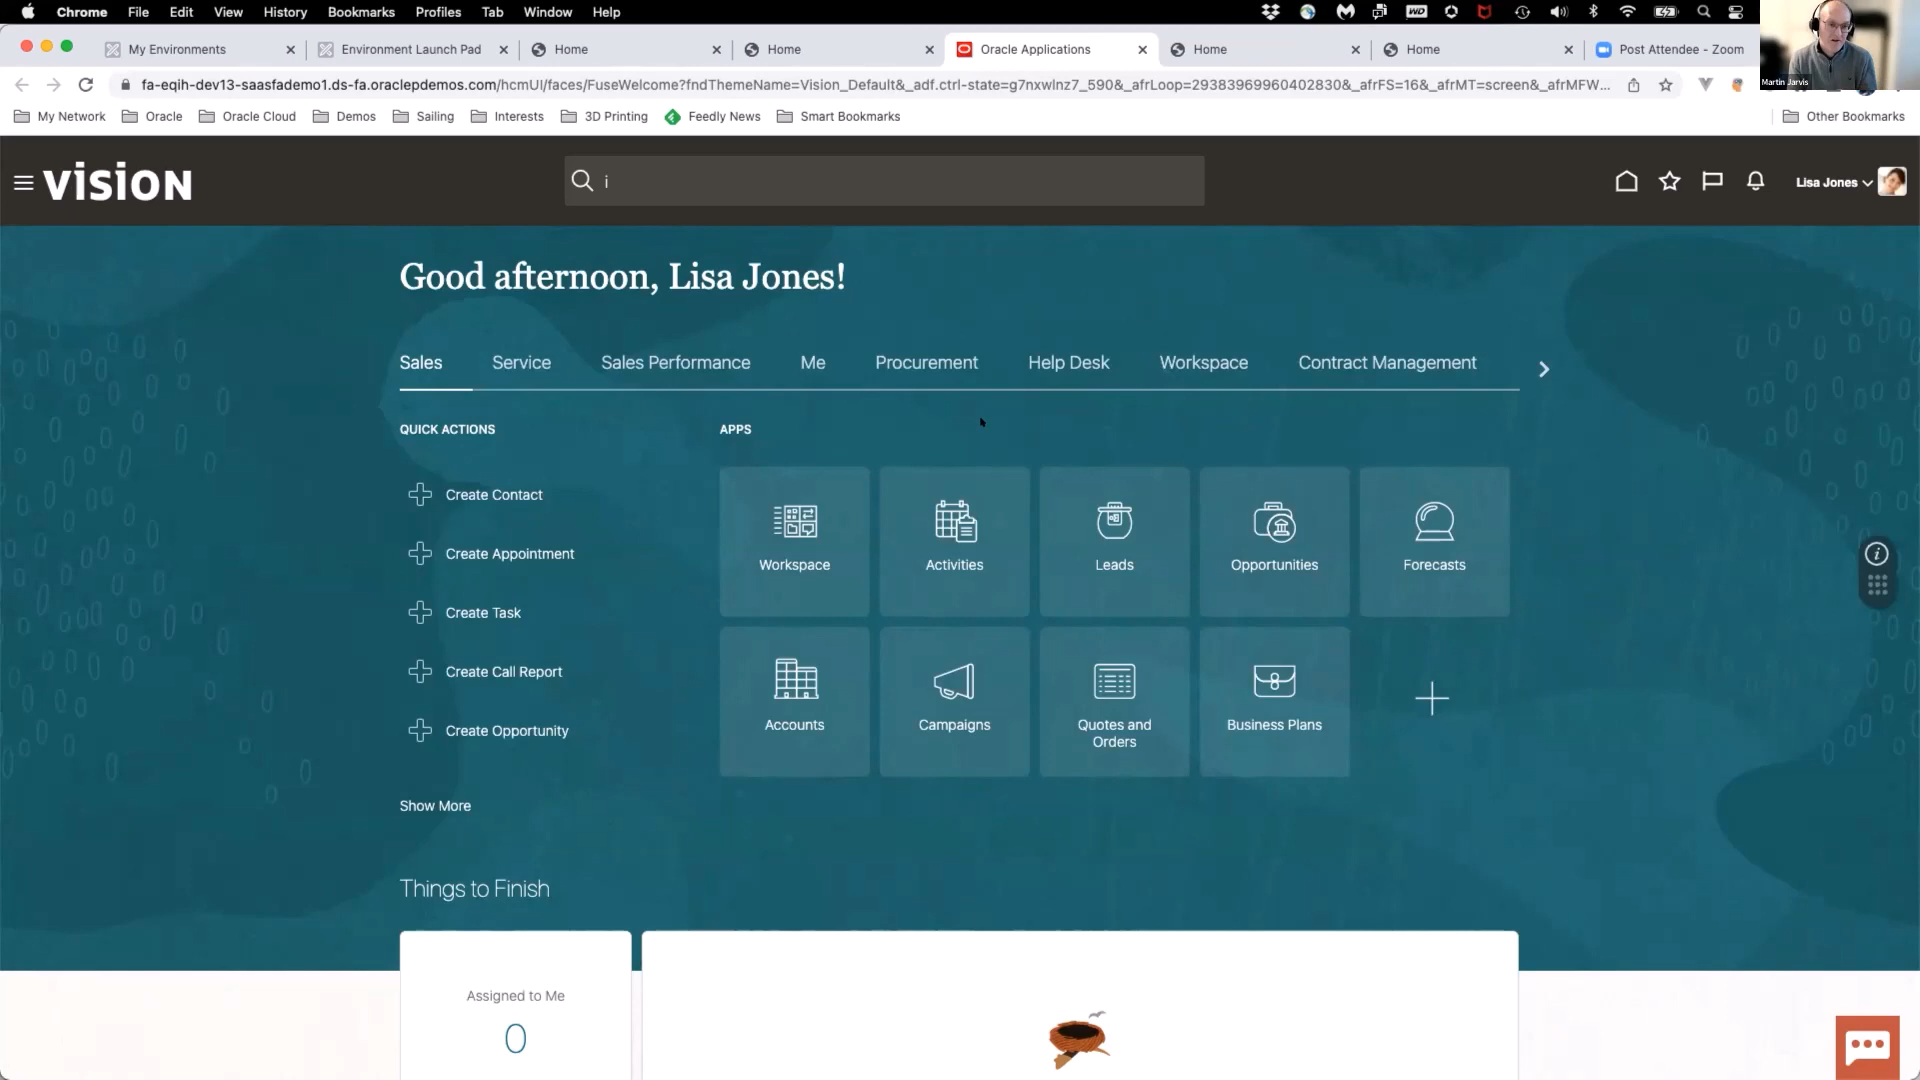 Chrome File Edit View History Bookmarks Profiles Tab Window Help
WD
Martin Jarvis
My Environments
Environment Launch Pad
Home
Home
Oracle Applications
Home
Home
Post Attendee - Zoom
fa-eqih-dev13-saasfademo1.ds-fa.oraclepdemos.com/hcmUI/faces/FuseWelcome?fndThemeName=Vision_Default&_adf.ctrl-state=g7nxwlnz7_590&_afrLoop=29383969960402830&_afrFS=16&_afrMT=screen&_afrMFW...
My Network
Oracle
Oracle Cloud
Demos
Sailing
Interests
3D Printing
Feedly News
Smart Bookmarks
Other Bookmarks
vision
i
Lisa Jones
Good afternoon, Lisa Jones!
Sales
Service
Sales Performance
Me
Procurement
Help Desk
Workspace
Contract Management
QUICK ACTIONS
Create Contact
Create Appointment
Create Task
Create Call Report
Create Opportunity
Show More
APPS
Workspace
Activities
Leads
Opportunities
Forecasts
Accounts
Campaigns
Quotes and
Orders
Business Plans
Things to Finish
Assigned to Me
0